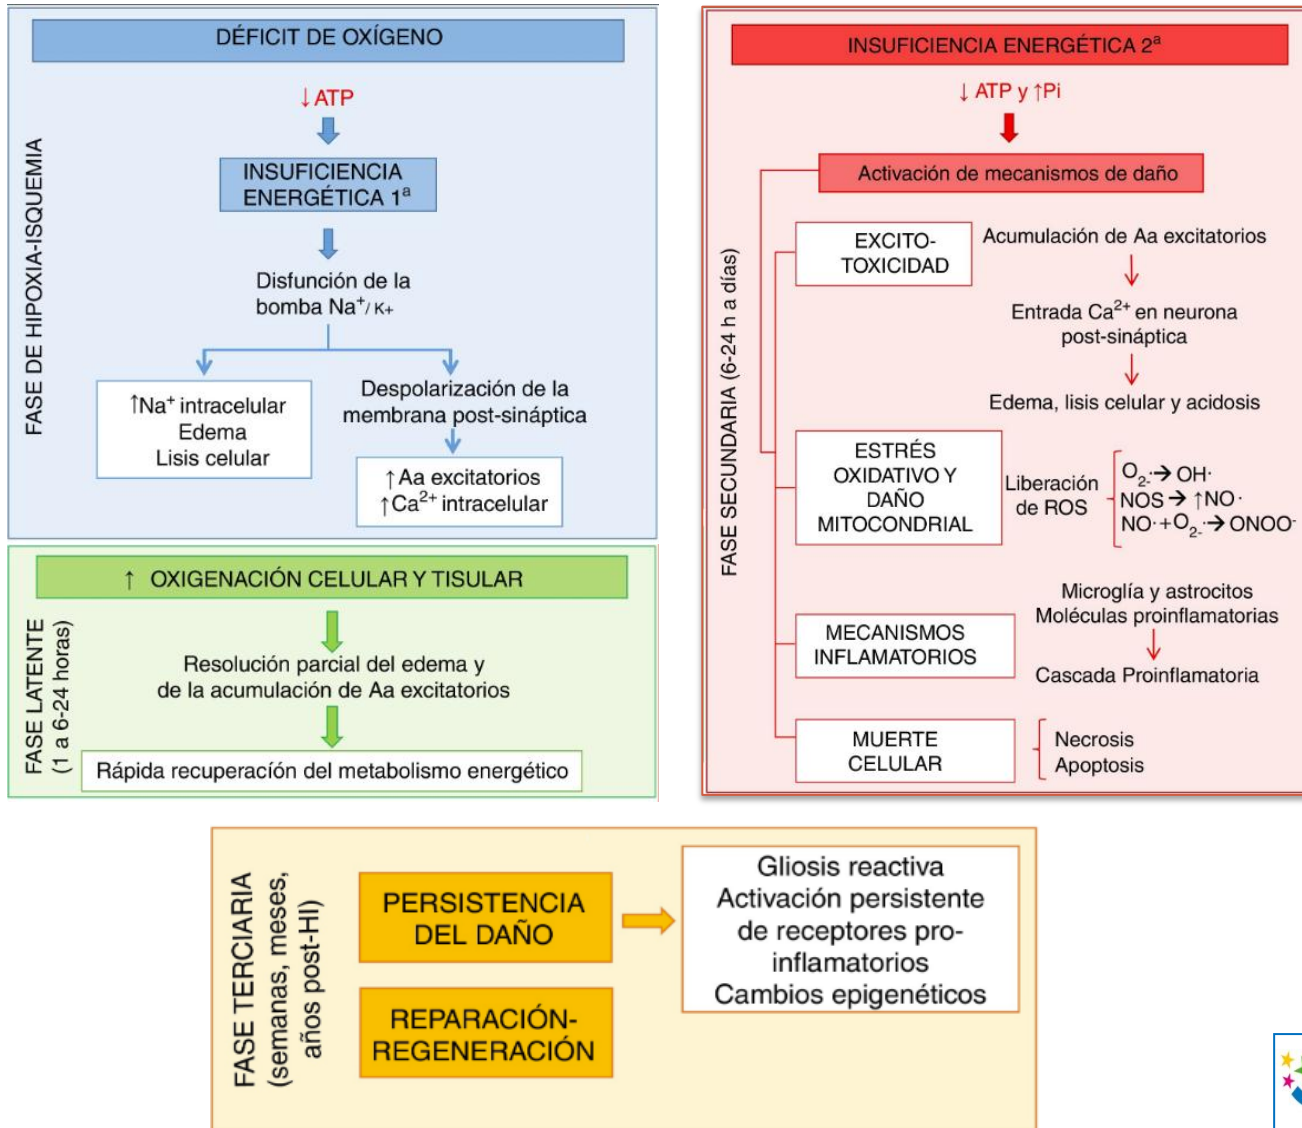 FASE DE HIPOXIA-ISQUEMIA
DÉFICIT DE OXÍGENO
↓ATP
INSUFICIENCIA
ENERGÉTICA 1ª
Disfunción de la
bomba Na⁺/ K+
↑Na⁺ intracelular
Edema
Lisis celular
Despolarización de la
membrana post-sináptica
↑Aa excitatorios
↑Ca²⁺ intracelular
FASE LATENTE
(1 a 6-24 horas)
↑ OXIGENACIÓN CELULAR Y TISULAR
Resolución parcial del edema y
de la acumulación de Aa excitatorios
Rápida recuperación del metabolismo energético
FASE SECUNDARIA (6-24 h a días)
INSUFICIENCIA ENERGÉTICA 2ª
↓ ATP y ↑Pi
Activación de mecanismos de daño
EXCITO-
TOXICIDAD
Acumulación de Aa excitatorios
Entrada Ca²⁺ en neurona
post-sináptica
Edema, lisis celular y acidosis
ESTRÉS
OXIDATIVO Y
DAÑO
MITOCONDRIAL
Liberación
de ROS
O₂-·→ OH·
NOS → ↑NO·
NO·+O₂-·→ ONOO⁻
MECANISMOS
INFLAMATORIOS
Microglía y astrocitos
Moléculas proinflamatorias
Cascada Proinflamatoria
MUERTE
CELULAR
Necrosis
Apoptosis
FASE TERCIARIA
(semanas, meses,
años post-HI)
PERSISTENCIA
DEL DAÑO
Gliosis reactiva
Activación persistente
de receptores pro-
inflamatorios
Cambios epigenéticos
REPARACIÓN-
REGENERACIÓN